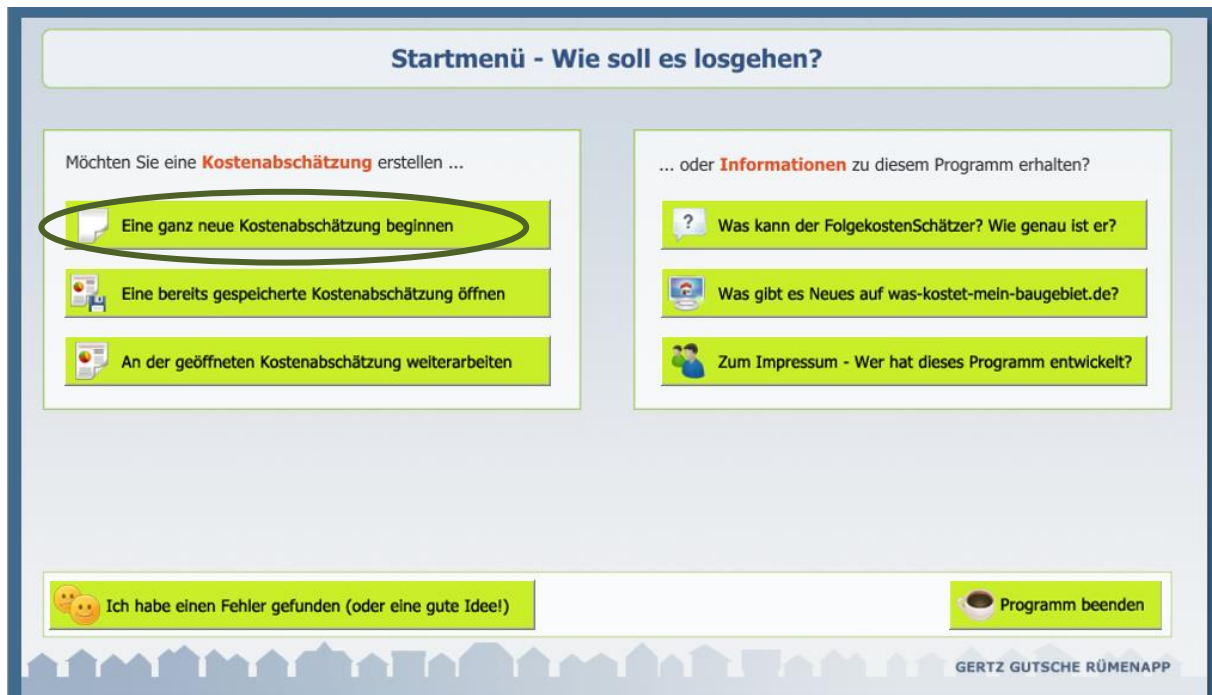 Startmenü - Wie soll es losgehen?
Möchten Sie eine Kostenabschätzung erstellen ...
Eine ganz neue Kostenabschätzung beginnen
Eine bereits gespeicherte Kostenabschätzung öffnen
An der geöffneten Kostenabschätzung weiterarbeiten
... oder Informationen zu diesem Programm erhalten?
? Was kann der FolgekostenSchätzer? Wie genau ist er?
Was gibt es Neues auf was-kostet-mein-baugebiet.de?
Zum Impressum - Wer hat dieses Programm entwickelt?
Ich habe einen Fehler gefunden (oder eine gute Idee!)
Programm beenden
GERTZ GUTSCHE RÜMENAPP